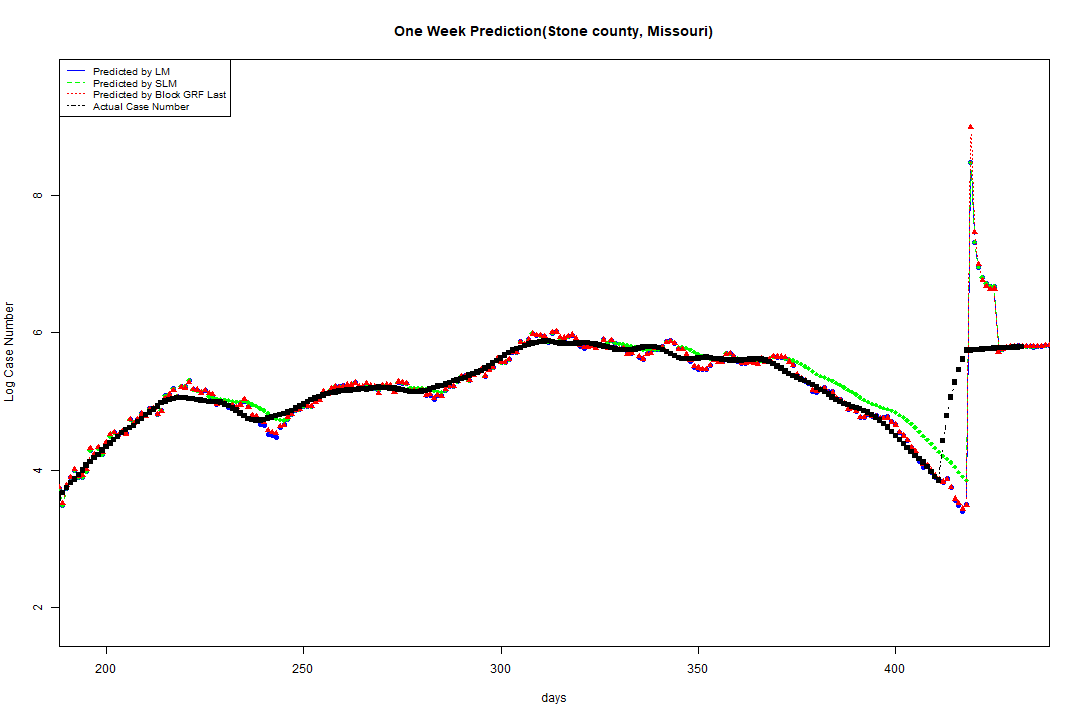 One Week Prediction(Stone county, Missouri)
Predicted by LM
Predicted by SLM
Predicted by Block GRF Last
Actual Case Number
Log Case Number
8
6
4
2
200 250 300 350 400
days